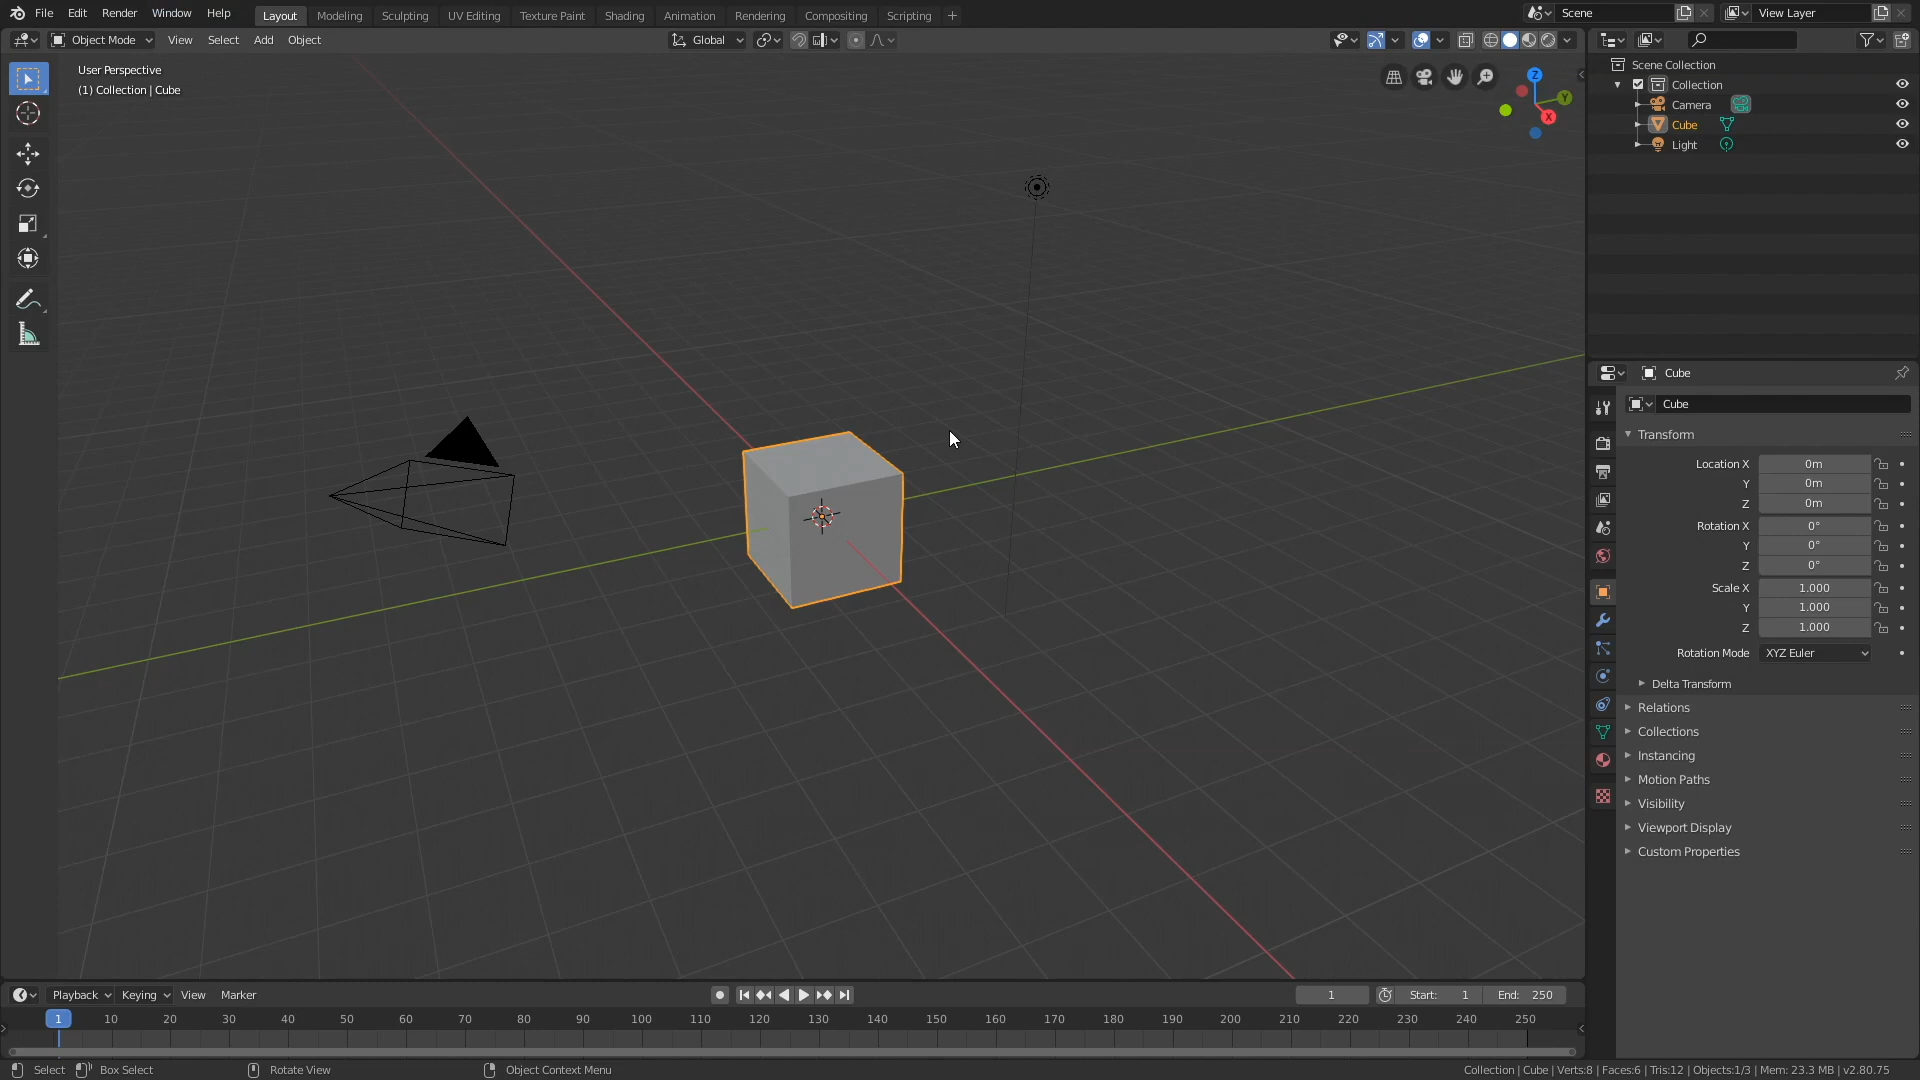 File Edit Render Window Help Layout Modeling Sculpting UV Editing Texture Paint Shading Animation Rendering Compositing Scripting + Scene View Layer
Object Mode View Select Add Object Global
User Perspective
(1) Collection | Cube
Z
Y
X
Scene Collection
Collection
Camera
Cube
Light
Cube
Cube
Transform
Location X 0m
Y 0m
Z 0m
Rotation X 0°
Y 0°
Z 0°
Scale X 1.000
Y 1.000
Z 1.000
Rotation Mode XYZ Euler
Delta Transform
Relations
Collections
Instancing
Motion Paths
Visibility
Viewport Display
Custom Properties
Playback Keying View Marker 1 Start: 1 End: 250
1 10 20 30 40 50 60 70 80 90 100 110 120 130 140 150 160 170 180 190 200 210 220 230 240 250
Select Box Select Rotate View Object Context Menu Collection | Cube | Verts:8 | Faces:6 | Tris:12 | Objects:1/3 | Mem: 23.3 MB | v2.80.75